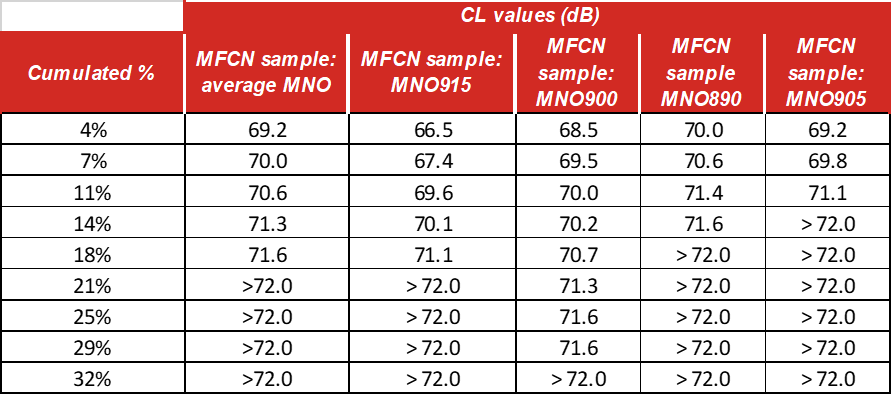 CL values (dB)
Cumulated % MFCN sample: average MNO MFCN sample: MNO915 MFCN sample: MNO900 MFCN sample MNO890 MFCN sample: MNO905
4% 69.2 66.5 68.5 70.0 69.2
7% 70.0 67.4 69.5 70.6 69.8
11% 70.6 69.6 70.0 71.4 71.1
14% 71.3 70.1 70.2 71.6 > 72.0
18% 71.6 71.1 70.7 > 72.0 > 72.0
21% >72.0 > 72.0 71.3 > 72.0 > 72.0
25% >72.0 > 72.0 71.6 > 72.0 > 72.0
29% >72.0 > 72.0 71.6 > 72.0 > 72.0
32% >72.0 > 72.0 > 72.0 > 72.0 > 72.0